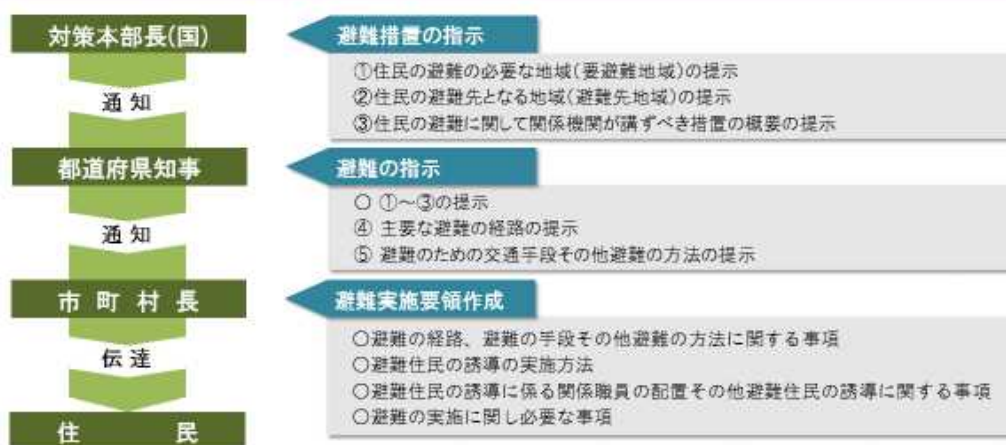 対策本部長(国)
避難措置の指示
①住民の避難の必要な地域(要避難地域)の提示
②住民の避難先となる地域(避難先地域)の提示
③住民の避難に関して関係機関が講ずべき措置の概要の提示
通知
都道府県知事
避難の指示
○ ①～③の提示
④ 主要な避難の経路の提示
⑤ 避難のための交通手段その他避難の方法の提示
通知
市町村長
避難実施要領作成
○避難の経路、避難の手段その他避難の方法に関する事項
○避難住民の誘導の実施方法
○避難住民の誘導に係る関係職員の配置その他避難住民の誘導に関する事項
○避難の実施に関し必要な事項
伝達
住民